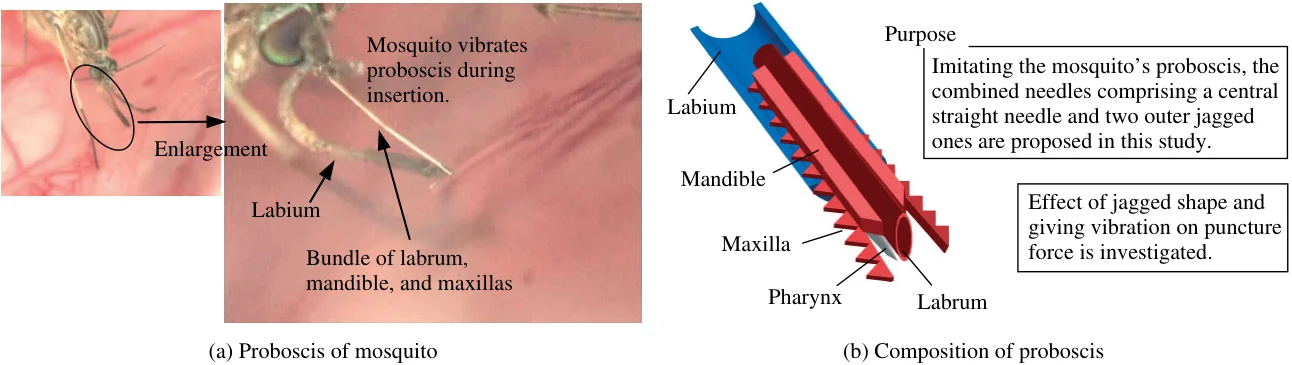 Mosquito vibrates
proboscis during
insertion.
Enlargement
Labium
Bundle of labrum,
mandible, and maxillas
(a) Proboscis of mosquito
Purpose
Imitating the mosquito’s proboscis, the
combined needles comprising a central
straight needle and two outer jagged
ones are proposed in this study.
Effect of jagged shape and
giving vibration on puncture
force is investigated.
Labium
Mandible
Maxilla
Pharynx
Labrum
(b) Composition of proboscis